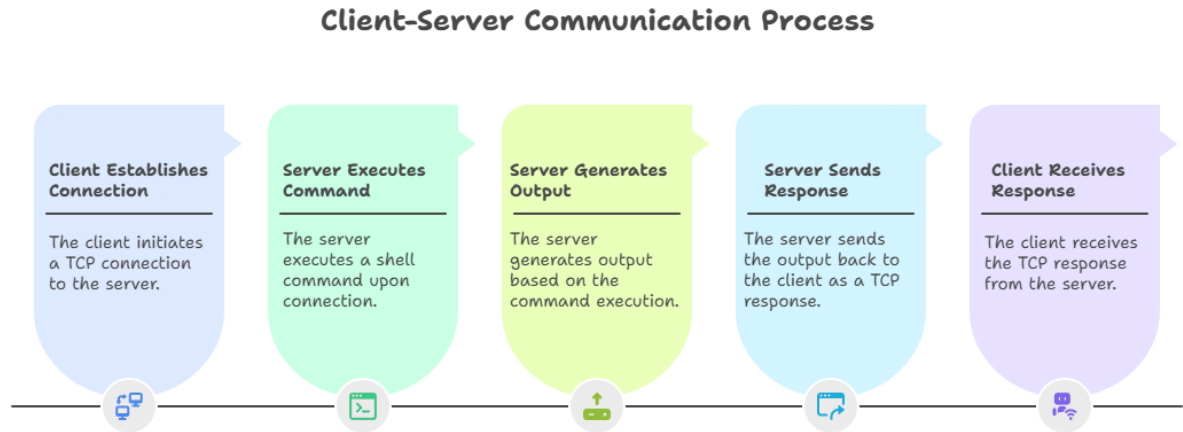 Client-Server Communication Process
Client Establishes
Connection
The client initiates
a TCP connection
to the server.
Server Executes
Command
The server
executes a shell
command upon
connection.
Server Generates
Output
The server
generates output
based on the
command execution.
Server Sends
Response
The server sends
the output back to
the client as a TCP
response.
Client Receives
Response
The client receives
the TCP response
from the server.